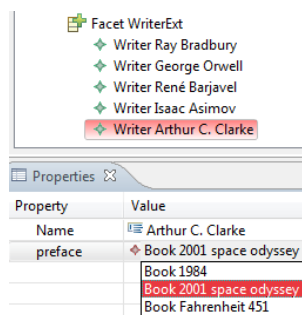 Facet WriterExt
Writer Ray Bradbury
Writer George Orwell
Writer René Barjavel
Writer Isaac Asimov
Writer Arthur C. Clarke
Properties
Property Value
Name Arthur C. Clarke
preface Book 2001 space odyssey
Book 1984
Book 2001 space odyssey
Book Fahrenheit 451